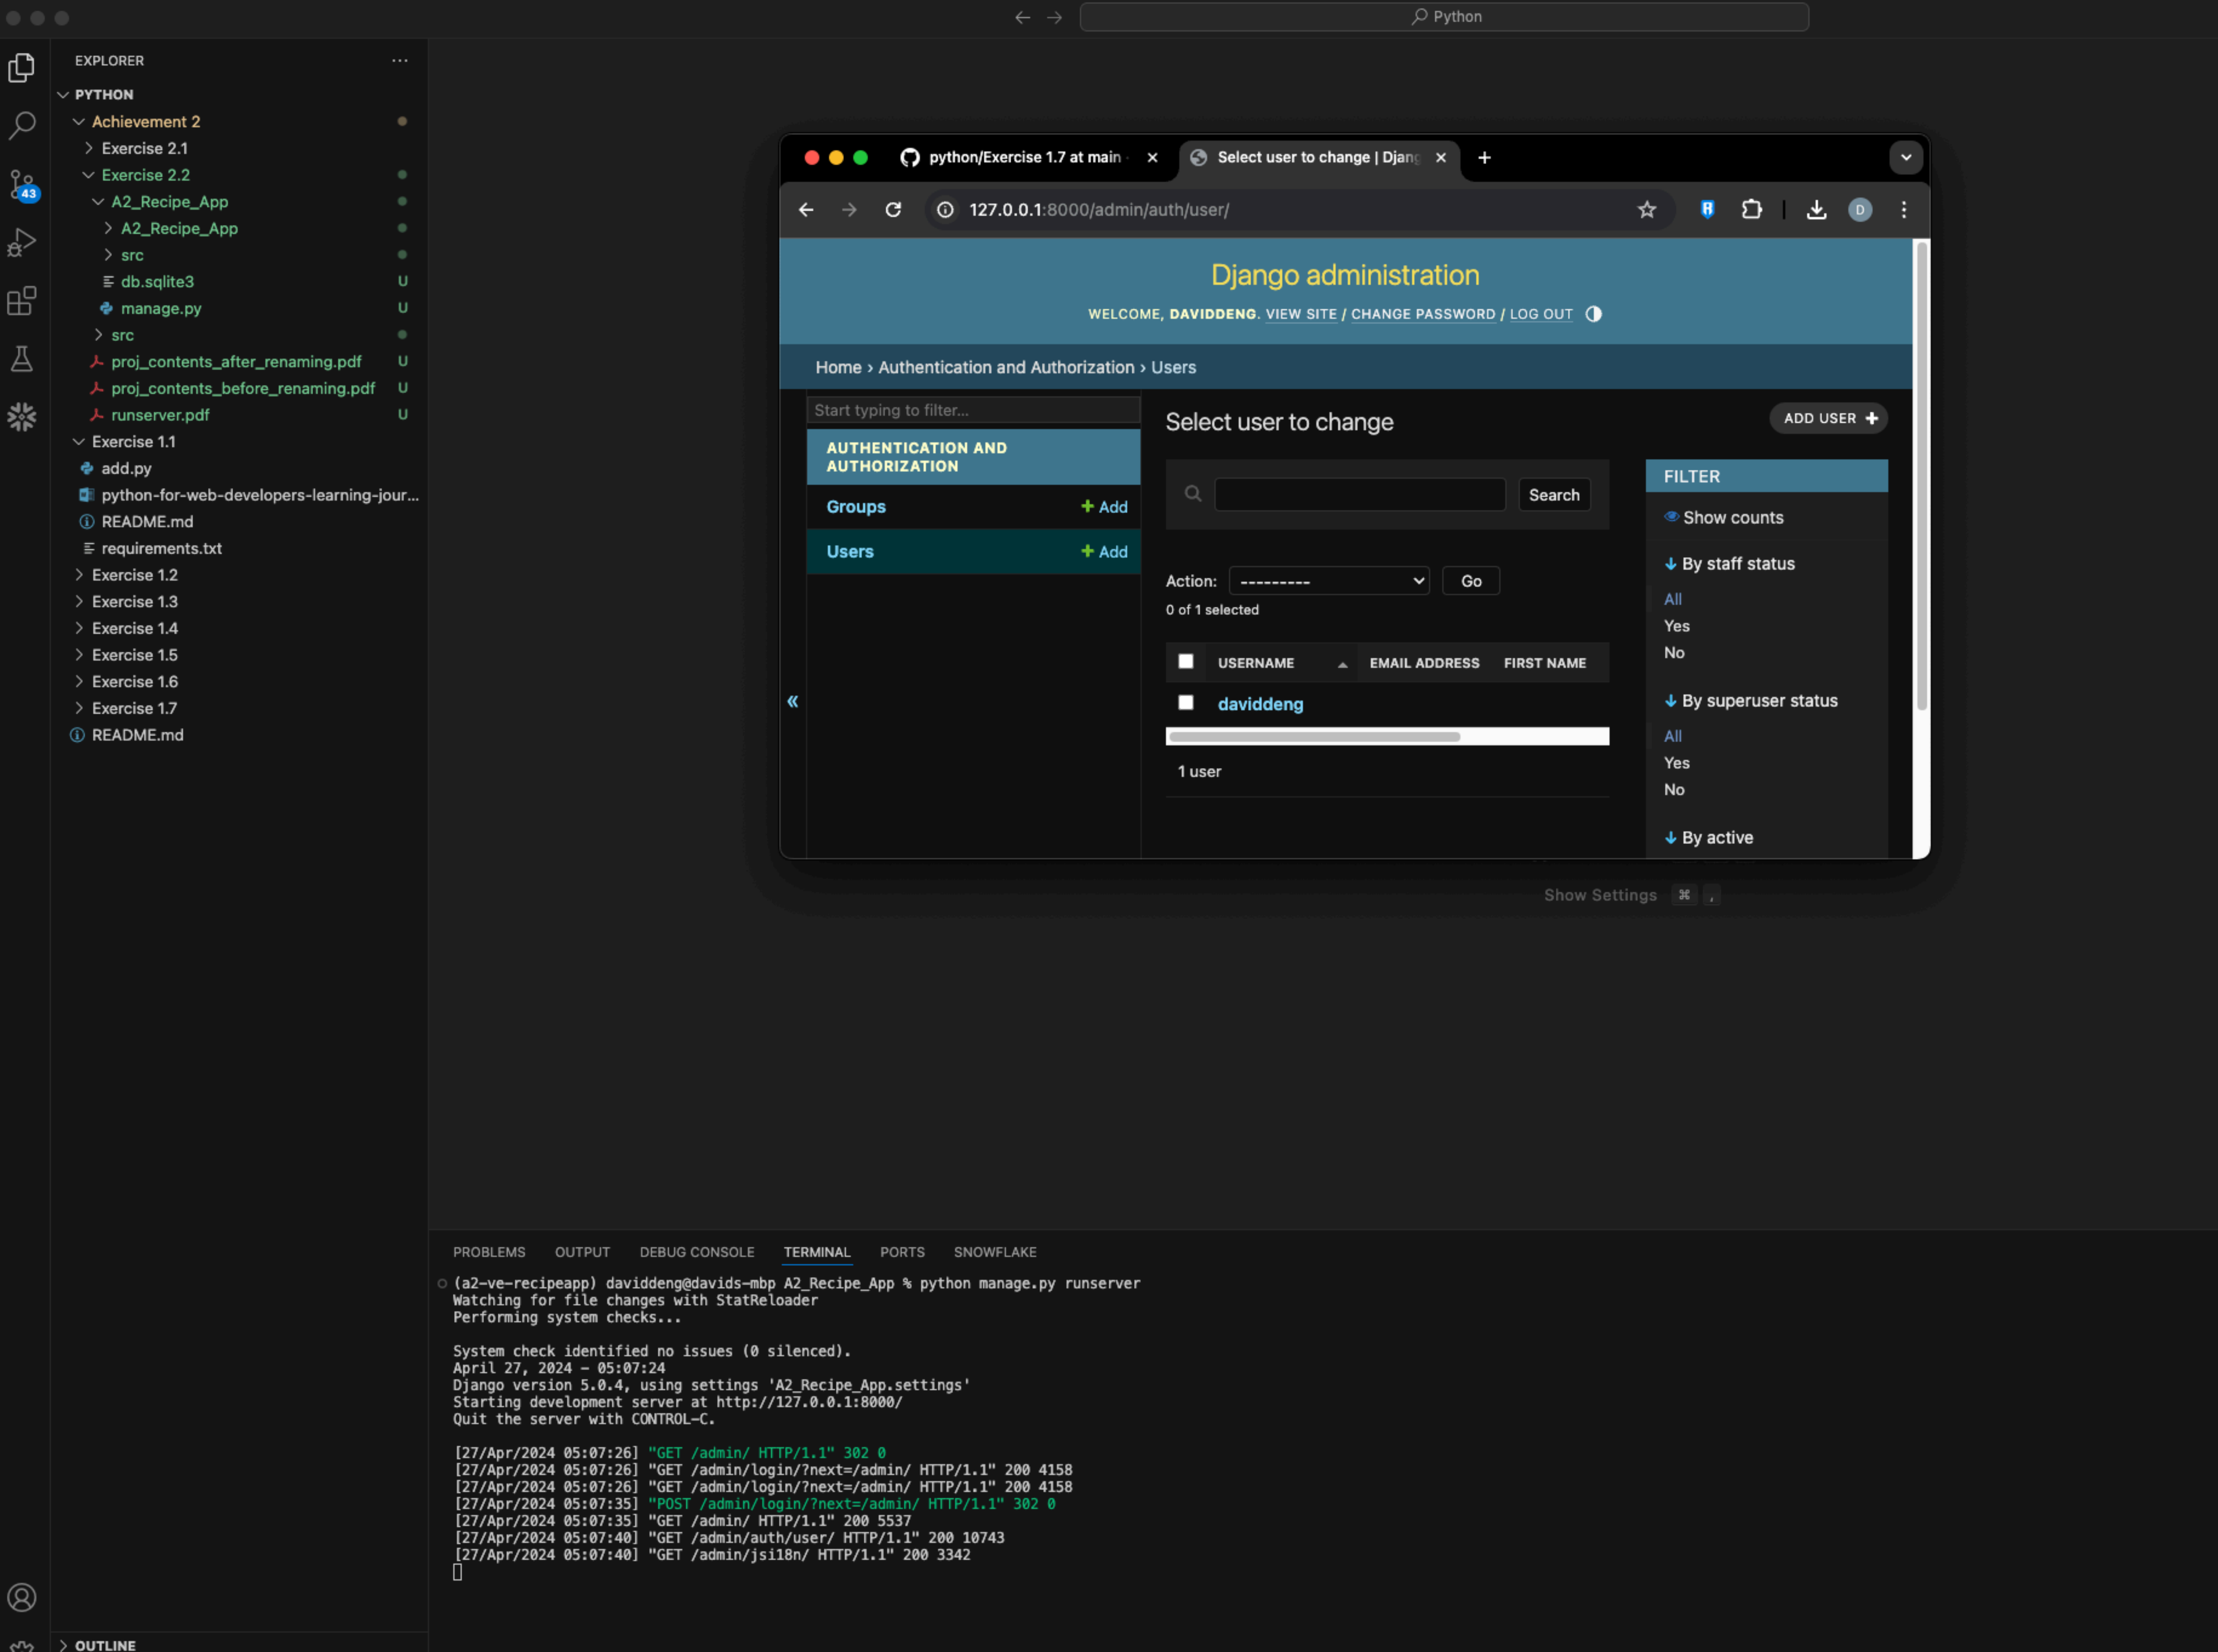 Python
EXPLORER
PYTHON
Achievement 2
Exercise 2.1
Exercise 2.2
A2_Recipe_App
A2_Recipe_App
src
db.sqlite3 U
manage.py U
src
proj_contents_after_renaming.pdf U
proj_contents_before_renaming.pdf U
runserver.pdf U
Exercise 1.1
add.py
python-for-web-developers-learning-jour...
README.md
requirements.txt
Exercise 1.2
Exercise 1.3
Exercise 1.4
Exercise 1.5
Exercise 1.6
Exercise 1.7
README.md
43
OUTLINE
python/Exercise 1.7 at main
Select user to change | Djang
127.0.0.1:8000/admin/auth/user/
D
Django administration
WELCOME, DAVIDDENG. VIEW SITE / CHANGE PASSWORD / LOG OUT
Home › Authentication and Authorization › Users
Start typing to filter...
AUTHENTICATION AND
AUTHORIZATION
Groups + Add
Users + Add
«
Select user to change
ADD USER +
Search
Action: --------- Go
0 of 1 selected
USERNAME EMAIL ADDRESS FIRST NAME
daviddeng
1 user
FILTER
Show counts
By staff status
All
Yes
No
By superuser status
All
Yes
No
By active
Show Settings ⌘ ,
PROBLEMS OUTPUT DEBUG CONSOLE TERMINAL PORTS SNOWFLAKE
(a2-ve-recipeapp) daviddeng@davids-mbp A2_Recipe_App % python manage.py runserver
Watching for file changes with StatReloader
Performing system checks...
System check identified no issues (0 silenced).
April 27, 2024 - 05:07:24
Django version 5.0.4, using settings 'A2_Recipe_App.settings'
Starting development server at http://127.0.0.1:8000/
Quit the server with CONTROL-C.
[27/Apr/2024 05:07:26] "GET /admin/ HTTP/1.1" 302 0
[27/Apr/2024 05:07:26] "GET /admin/login/?next=/admin/ HTTP/1.1" 200 4158
[27/Apr/2024 05:07:26] "GET /admin/login/?next=/admin/ HTTP/1.1" 200 4158
[27/Apr/2024 05:07:35] "POST /admin/login/?next=/admin/ HTTP/1.1" 302 0
[27/Apr/2024 05:07:35] "GET /admin/ HTTP/1.1" 200 5537
[27/Apr/2024 05:07:40] "GET /admin/auth/user/ HTTP/1.1" 200 10743
[27/Apr/2024 05:07:40] "GET /admin/jsi18n/ HTTP/1.1" 200 3342